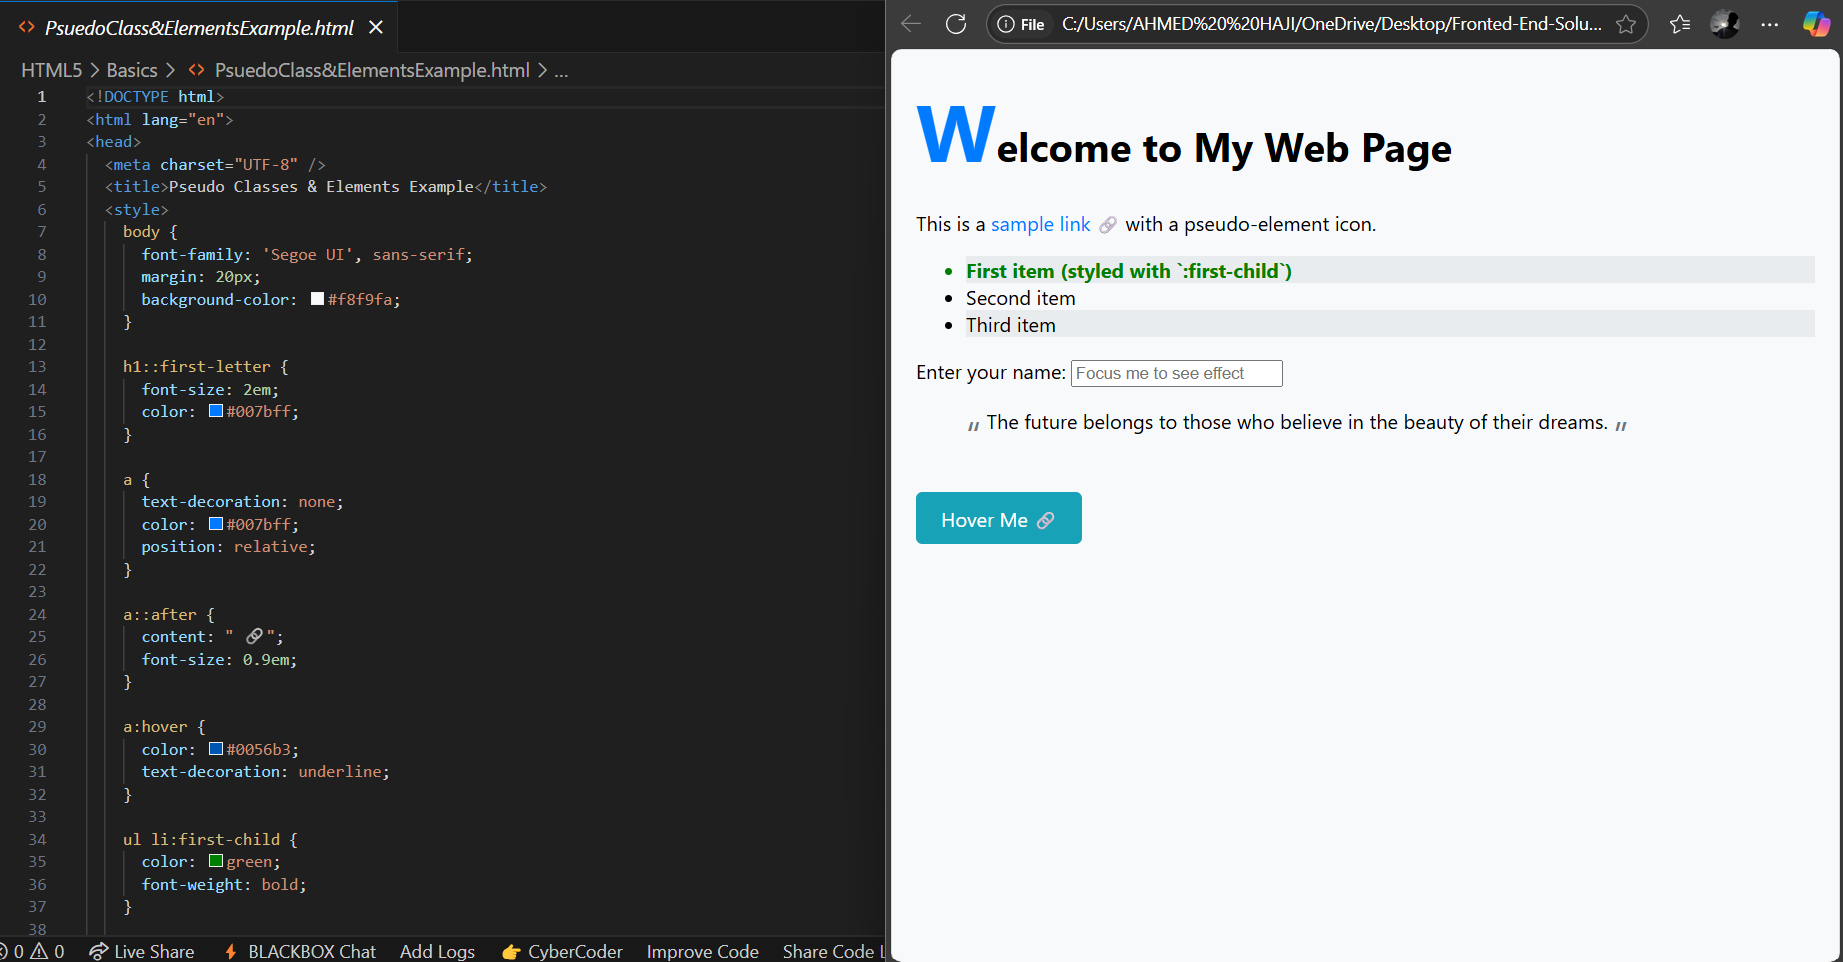 PsuedoClass&ElementsExample.html
HTML5 > Basics > PsuedoClass&ElementsExample.html > ...
1 <!DOCTYPE html>
2 <html lang="en">
3 <head>
4 <meta charset="UTF-8" />
5 <title>Pseudo Classes & Elements Example</title>
6 <style>
7 body {
8 font-family: 'Segoe UI', sans-serif;
9 margin: 20px;
10 background-color: #f8f9fa;
11 }
12
13 h1::first-letter {
14 font-size: 2em;
15 color: #007bff;
16 }
17
18 a {
19 text-decoration: none;
20 color: #007bff;
21 position: relative;
22 }
23
24 a::after {
25 content: " 🔗";
26 font-size: 0.9em;
27 }
28
29 a:hover {
30 color: #0056b3;
31 text-decoration: underline;
32 }
33
34 ul li:first-child {
35 color: green;
36 font-weight: bold;
37 }
38
0 0 Live Share BLACKBOX Chat Add Logs 👉 CyberCoder Improve Code Share Code L
File C:/Users/AHMED%20%20HAJI/OneDrive/Desktop/Fronted-End-Solu...
Welcome to My Web Page
This is a sample link 🔗 with a pseudo-element icon.
• First item (styled with `:first-child`)
• Second item
• Third item
Enter your name: Focus me to see effect
" The future belongs to those who believe in the beauty of their dreams. "
Hover Me 🔗